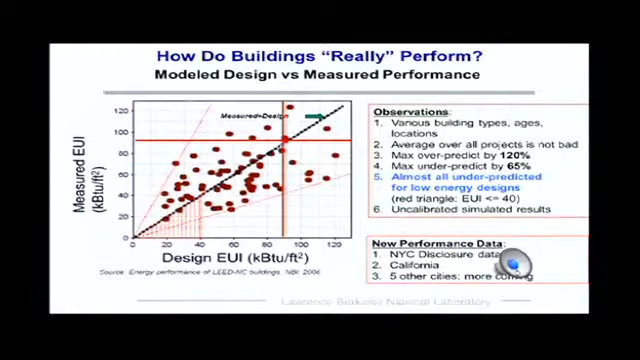 How Do Buildings “Really” Perform?
Modeled Design vs Measured Performance
Measured EUI
(kBtu/ft²)
120
100
80
60
40
20
0
Measured=Design
0 20 40 60 80 100 120
Design EUI (kBtu/ft²)
Source: Energy performance of LEED-NC buildings, NBI, 2006
Observations:
1. Various building types, ages,
locations
2. Average over all projects is not bad
3. Max over-predict by 120%
4. Max under-predict by 65%
5. Almost all under-predicted
for low energy designs
(red triangle: EUI <= 40)
6. Uncalibrated simulated results
New Performance Data:
1. NYC Disclosure data
2. California
3. 5 other cities; more coming
Lawrence Berkeley National Laboratory